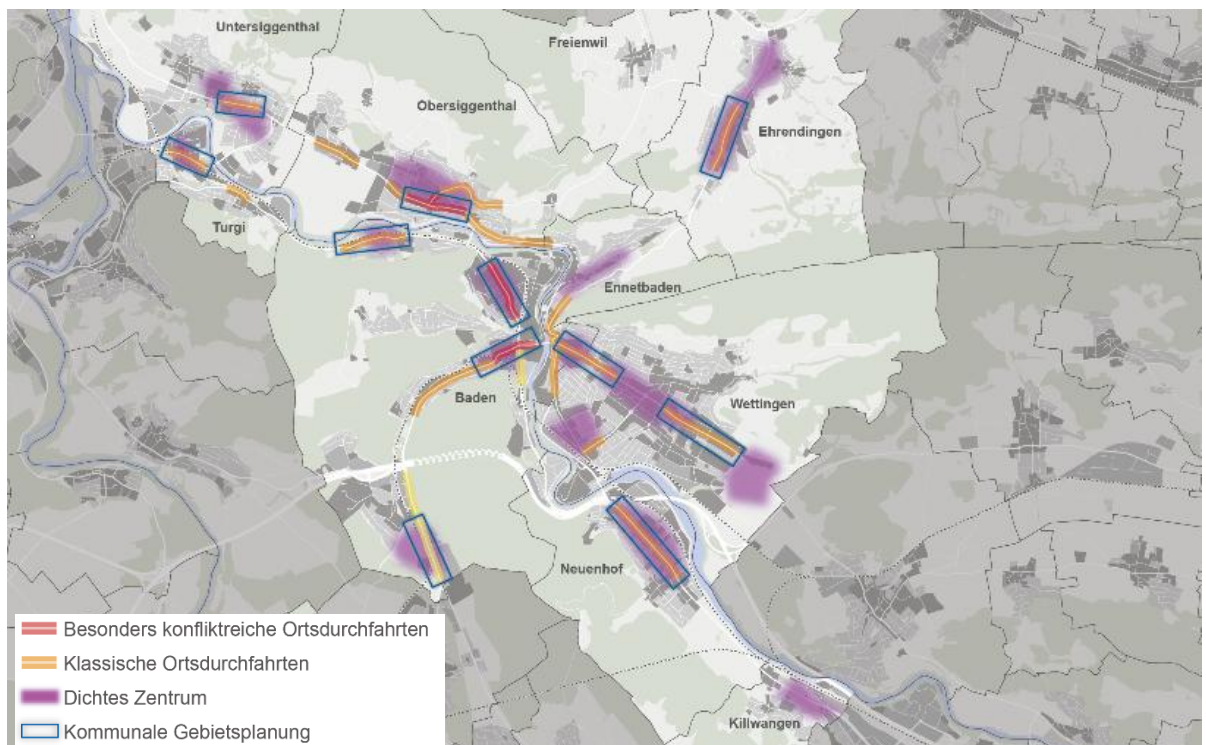 Untersiggenthal
Freienwil
Obersiggenthal
Ehrendingen
Turgi
Ennetbaden
Baden
Wettingen
Neuenhof
Killwangen
Besonders konfliktreiche Ortsdurchfahrten
Klassische Ortsdurchfahrten
Dichtes Zentrum
Kommunale Gebietsplanung